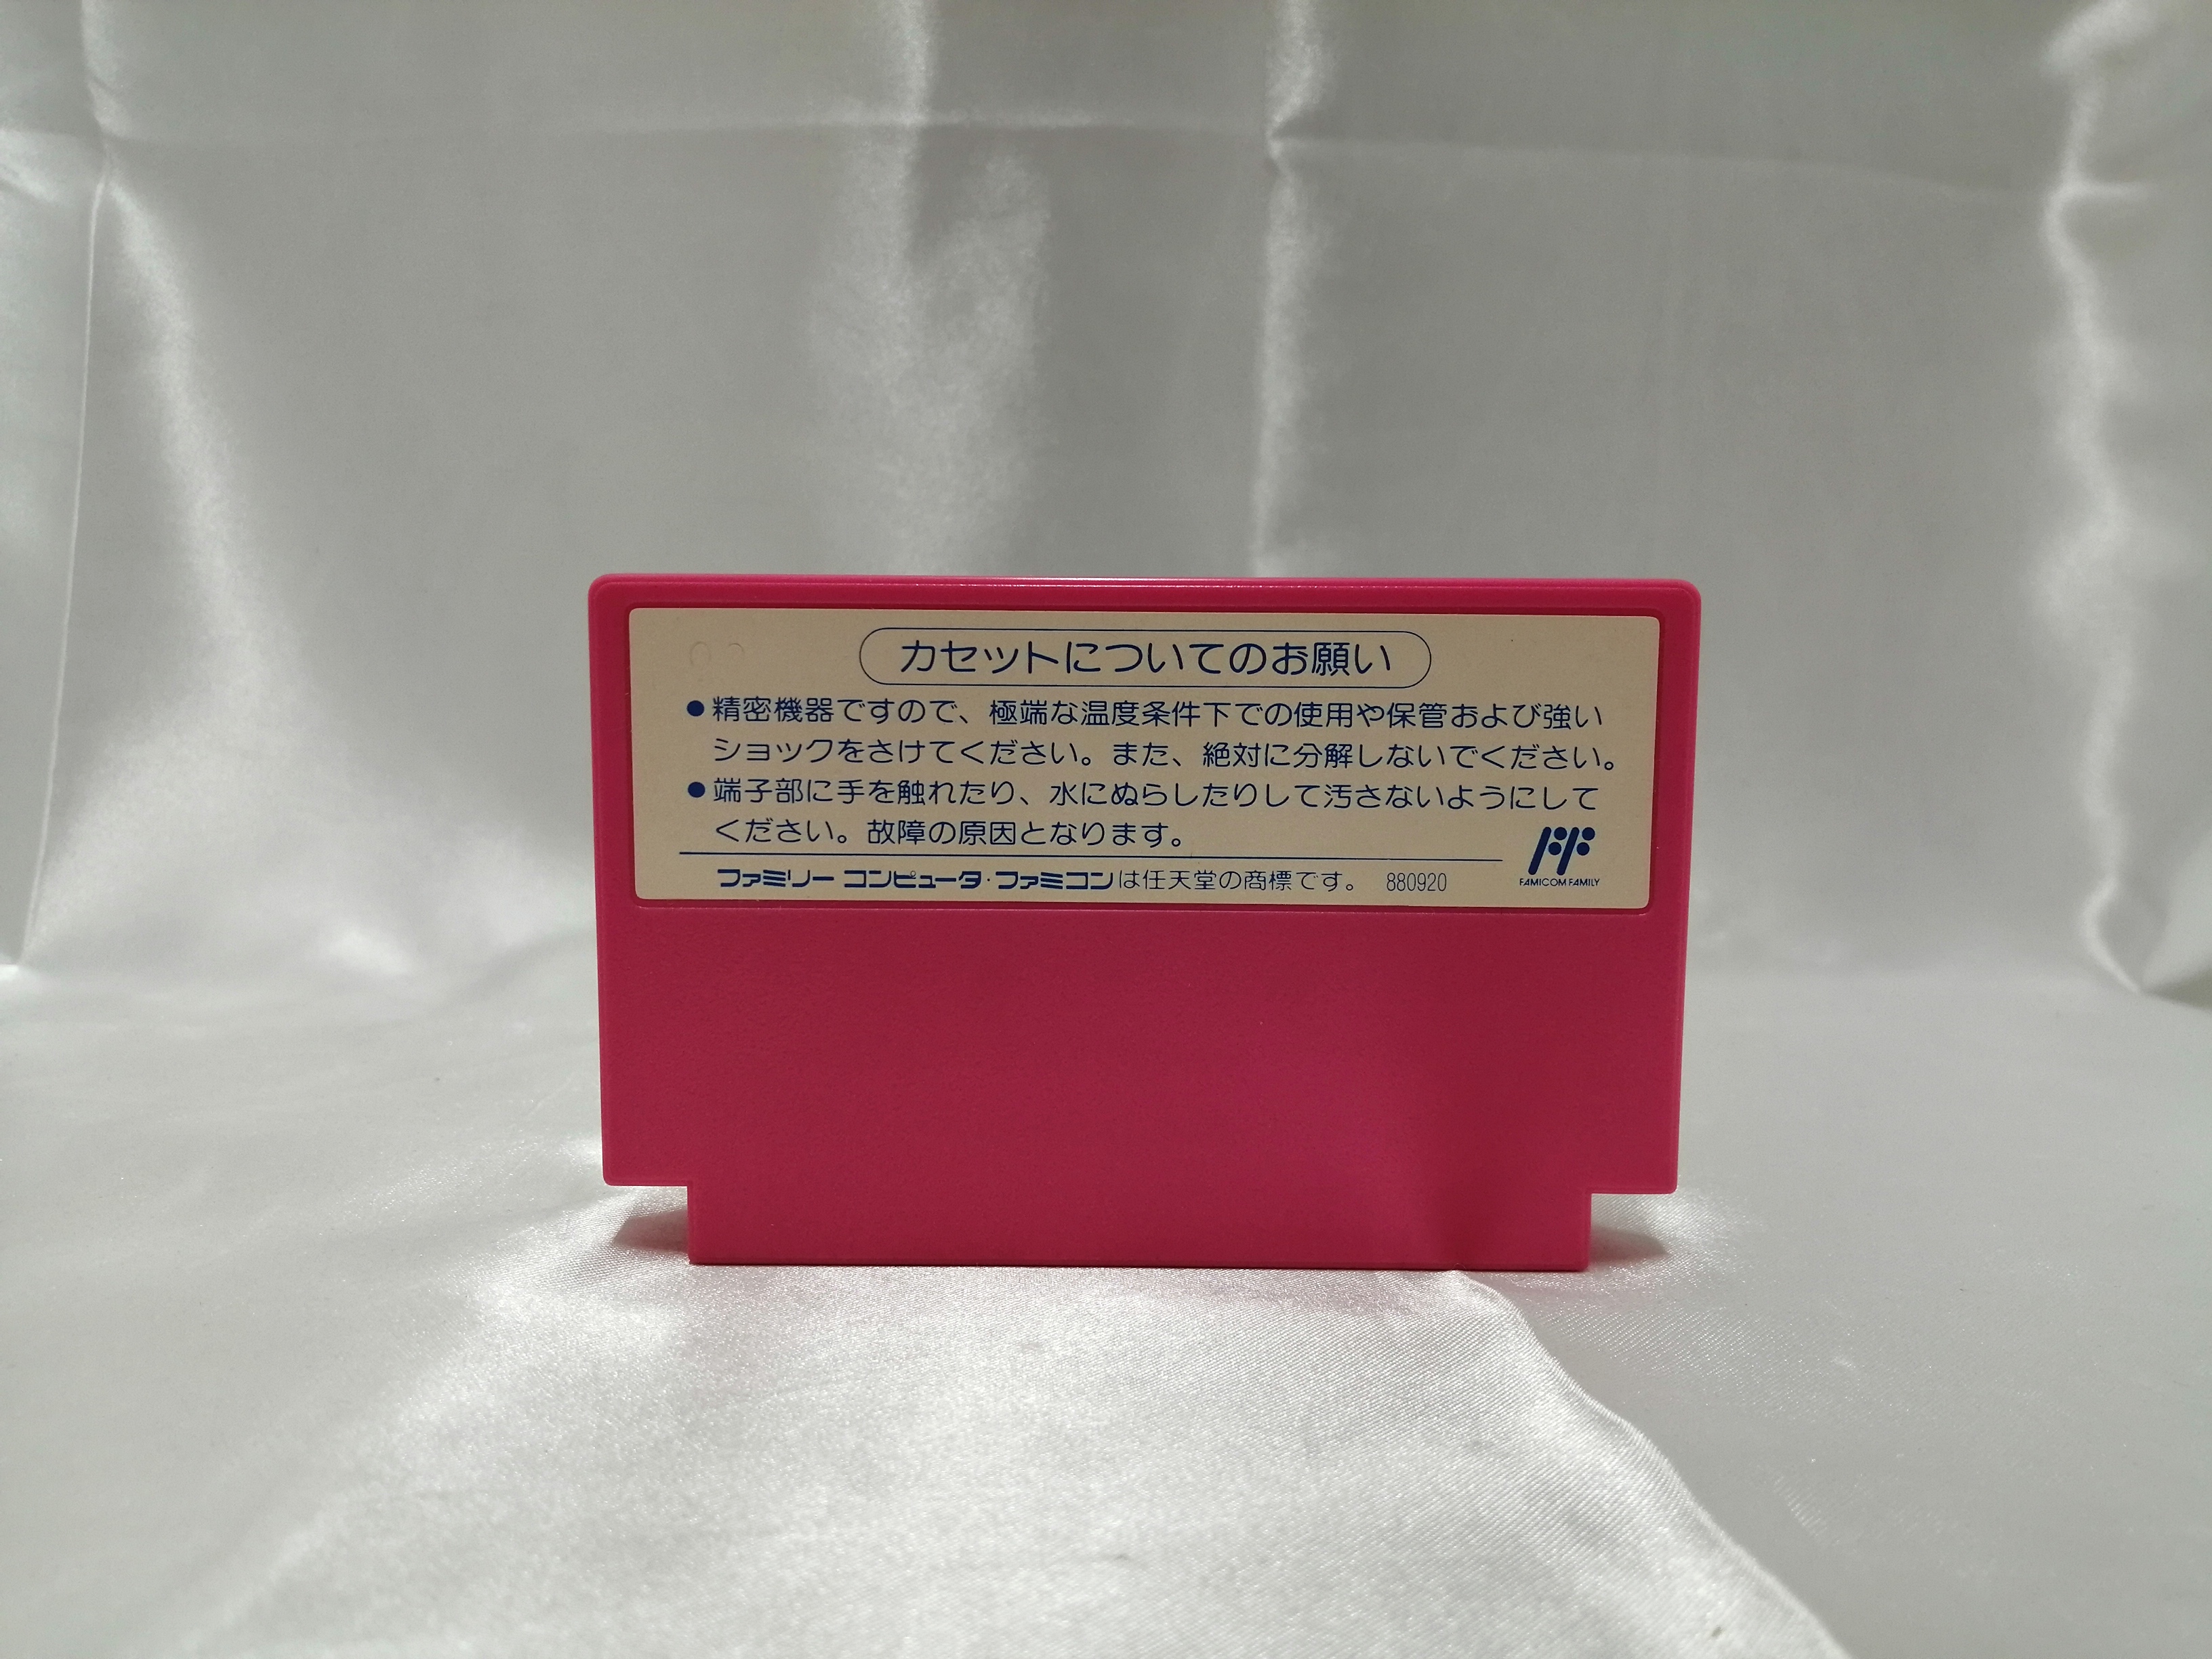 カセットについてのお願い
●精密機器ですので、極端な温度条件下での使用や保管および強い
ショックをさけてください。また、絶対に分解しないでください。
●端子部に手を触れたり、水にぬらしたりして汚さないようにして
ください。故障の原因となります。
ファミリー コンピュータ・ファミコンは任天堂の商標です。 880920
FAMICOM FAMILY